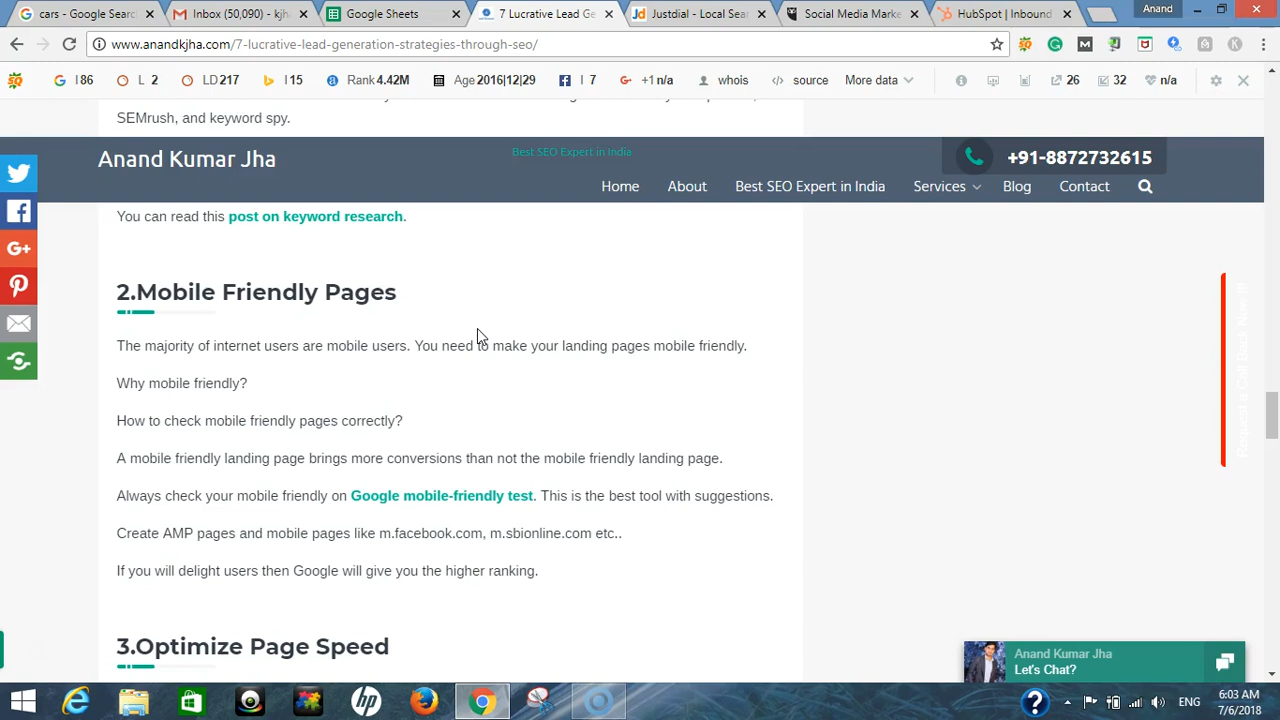 cars - Google Searc
Inbox (50,090) - kjh
Google Sheets
7 Lucrative Lead Ge
Justdial - Local Sear
Social Media Marke
HubSpot | Inbound
Anand
www.anandkjha.com/7-lucrative-lead-generation-strategies-through-seo/
I 86
L 2
LD 217
I 15
Rank 4.42M
Age 2016|12|29
I 7
+1 n/a
whois
source
More data
26
32
n/a
SEMrush, and keyword spy.
Anand Kumar Jha
Best SEO Expert in India
+91-8872732615
Home
About
Best SEO Expert in India
Services
Blog
Contact
You can read this post on keyword research.
2.Mobile Friendly Pages
The majority of internet users are mobile users. You need to make your landing pages mobile friendly.
Why mobile friendly?
How to check mobile friendly pages correctly?
A mobile friendly landing page brings more conversions than not the mobile friendly landing page.
Always check your mobile friendly on Google mobile-friendly test. This is the best tool with suggestions.
Create AMP pages and mobile pages like m.facebook.com, m.sbionline.com etc..
If you will delight users then Google will give you the higher ranking.
3.Optimize Page Speed
Request a Call Back Now !!!
Anand Kumar Jha
Let's Chat?
ENG
6:03 AM
7/6/2018